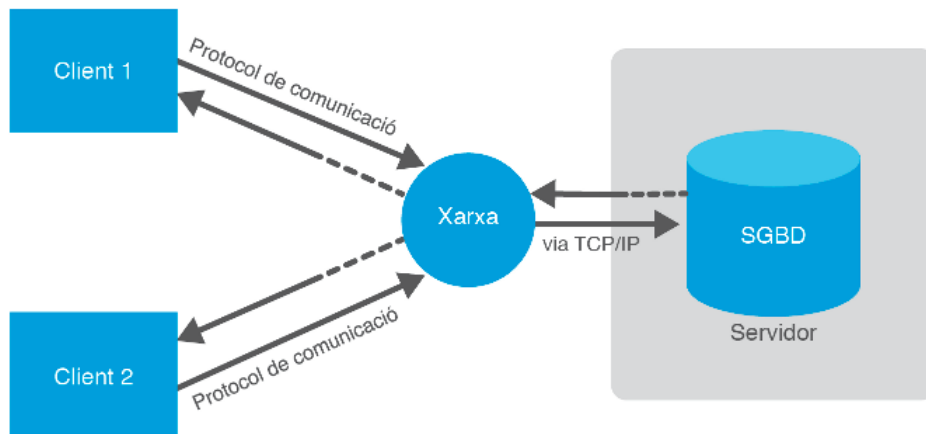 Client 1
Protocol de comunicació
Xarxa
via TCP/IP
SGBD
Servidor
Client 2
Protocol de comunicació